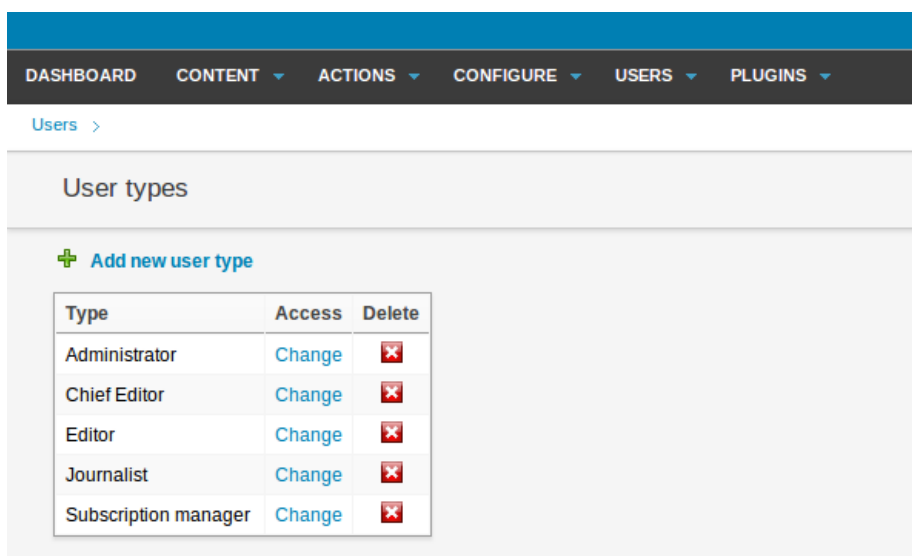 DASHBOARD CONTENT ACTIONS CONFIGURE USERS PLUGINS
Users >
User types
Add new user type
Type Access Delete
Administrator Change
Chief Editor Change
Editor Change
Journalist Change
Subscription manager Change